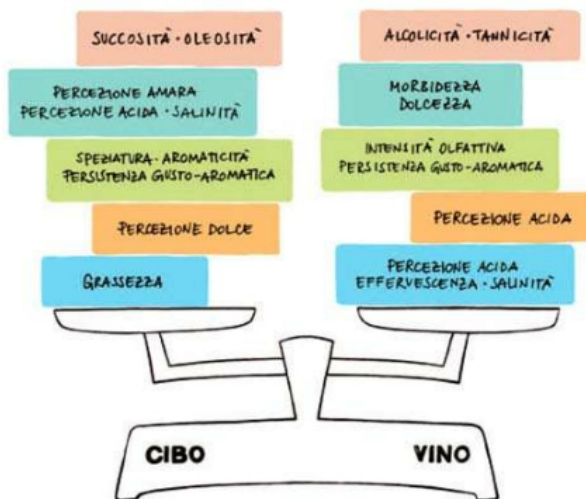 SUCCOSITÀ · OLEOSITÀ
PERCEZIONE AMARA
PERCEZIONE ACIDA · SALINITÀ
SPEZIATURA · AROMATICITÀ
PERSISTENZA GUSTO-AROMATICA
PERCEZIONE DOLCE
GRASSEZZA
ALCOLICITÀ · TANNICITÀ
MORBIDEZZA
DOLCEZZA
INTENSITÀ OLFATTIVA
PERSISTENZA GUSTO-AROMATICA
PERCEZIONE ACIDA
PERCEZIONE ACIDA
EFFERVESCENZA · SALINITÀ
CIBO
VINO